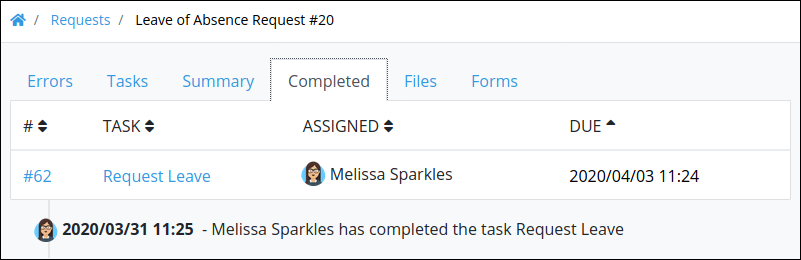 / Requests / Leave of Absence Request #20
Errors Tasks Summary Completed Files Forms
# TASK ASSIGNED DUE
#62 Request Leave Melissa Sparkles 2020/04/03 11:24
2020/03/31 11:25 - Melissa Sparkles has completed the task Request Leave